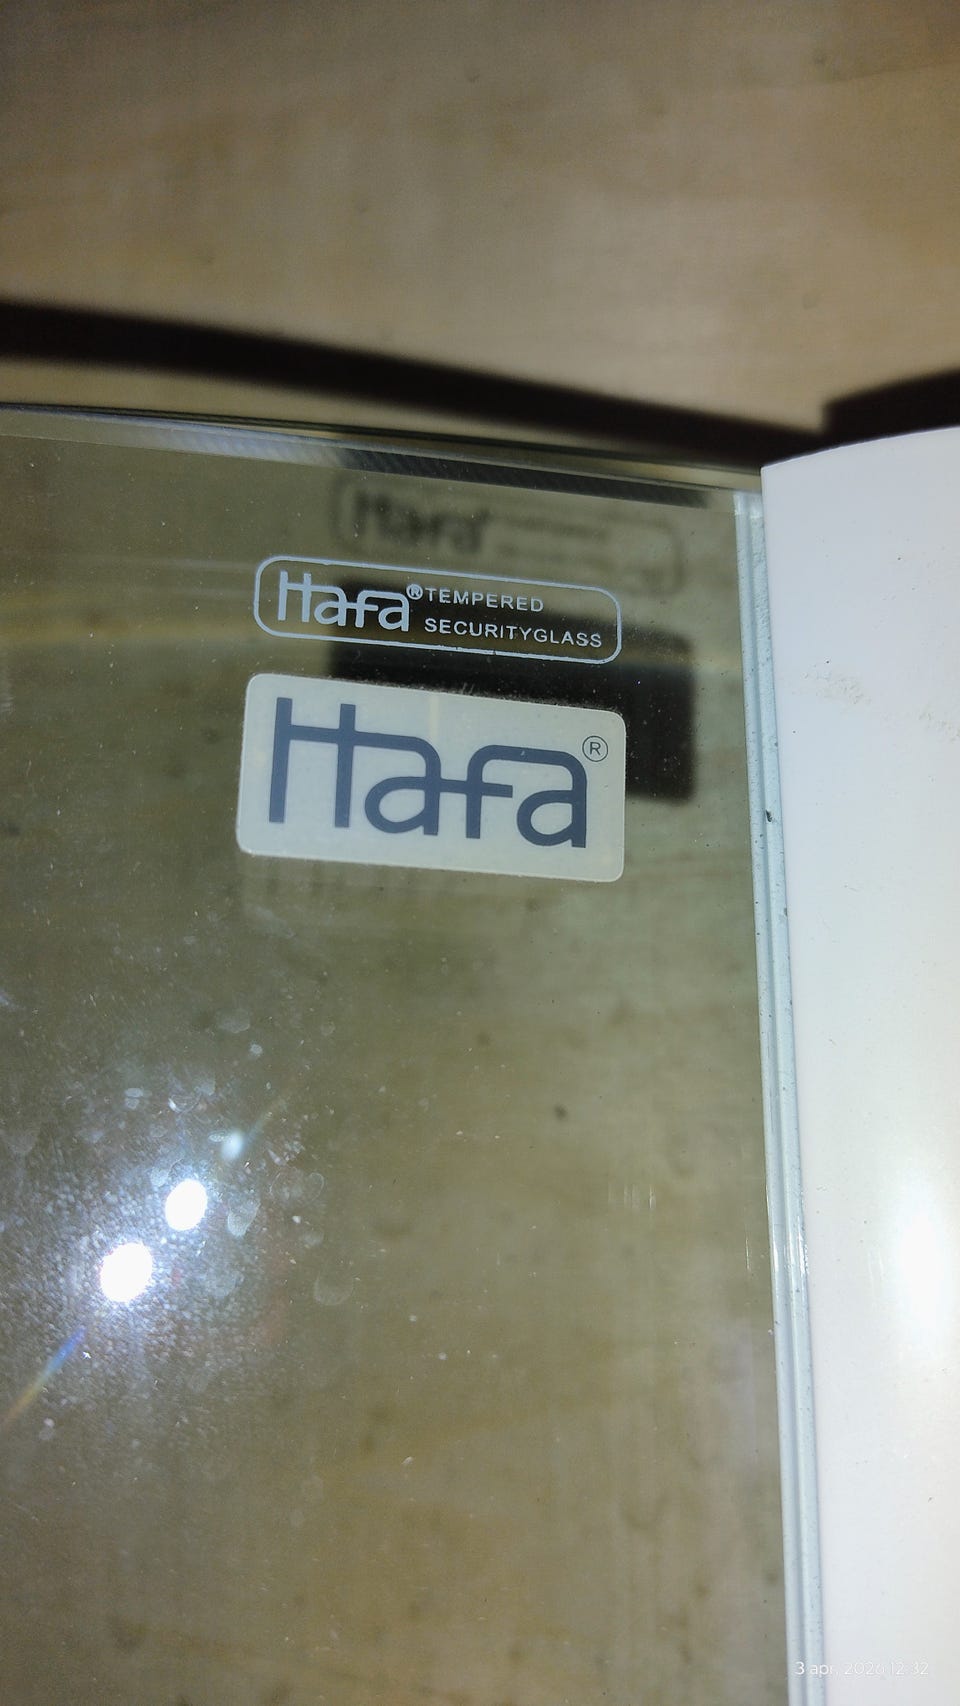 Hafa® TEMPERED
SECURITYGLASS
Hafa®
3 apr. 2026 12:32